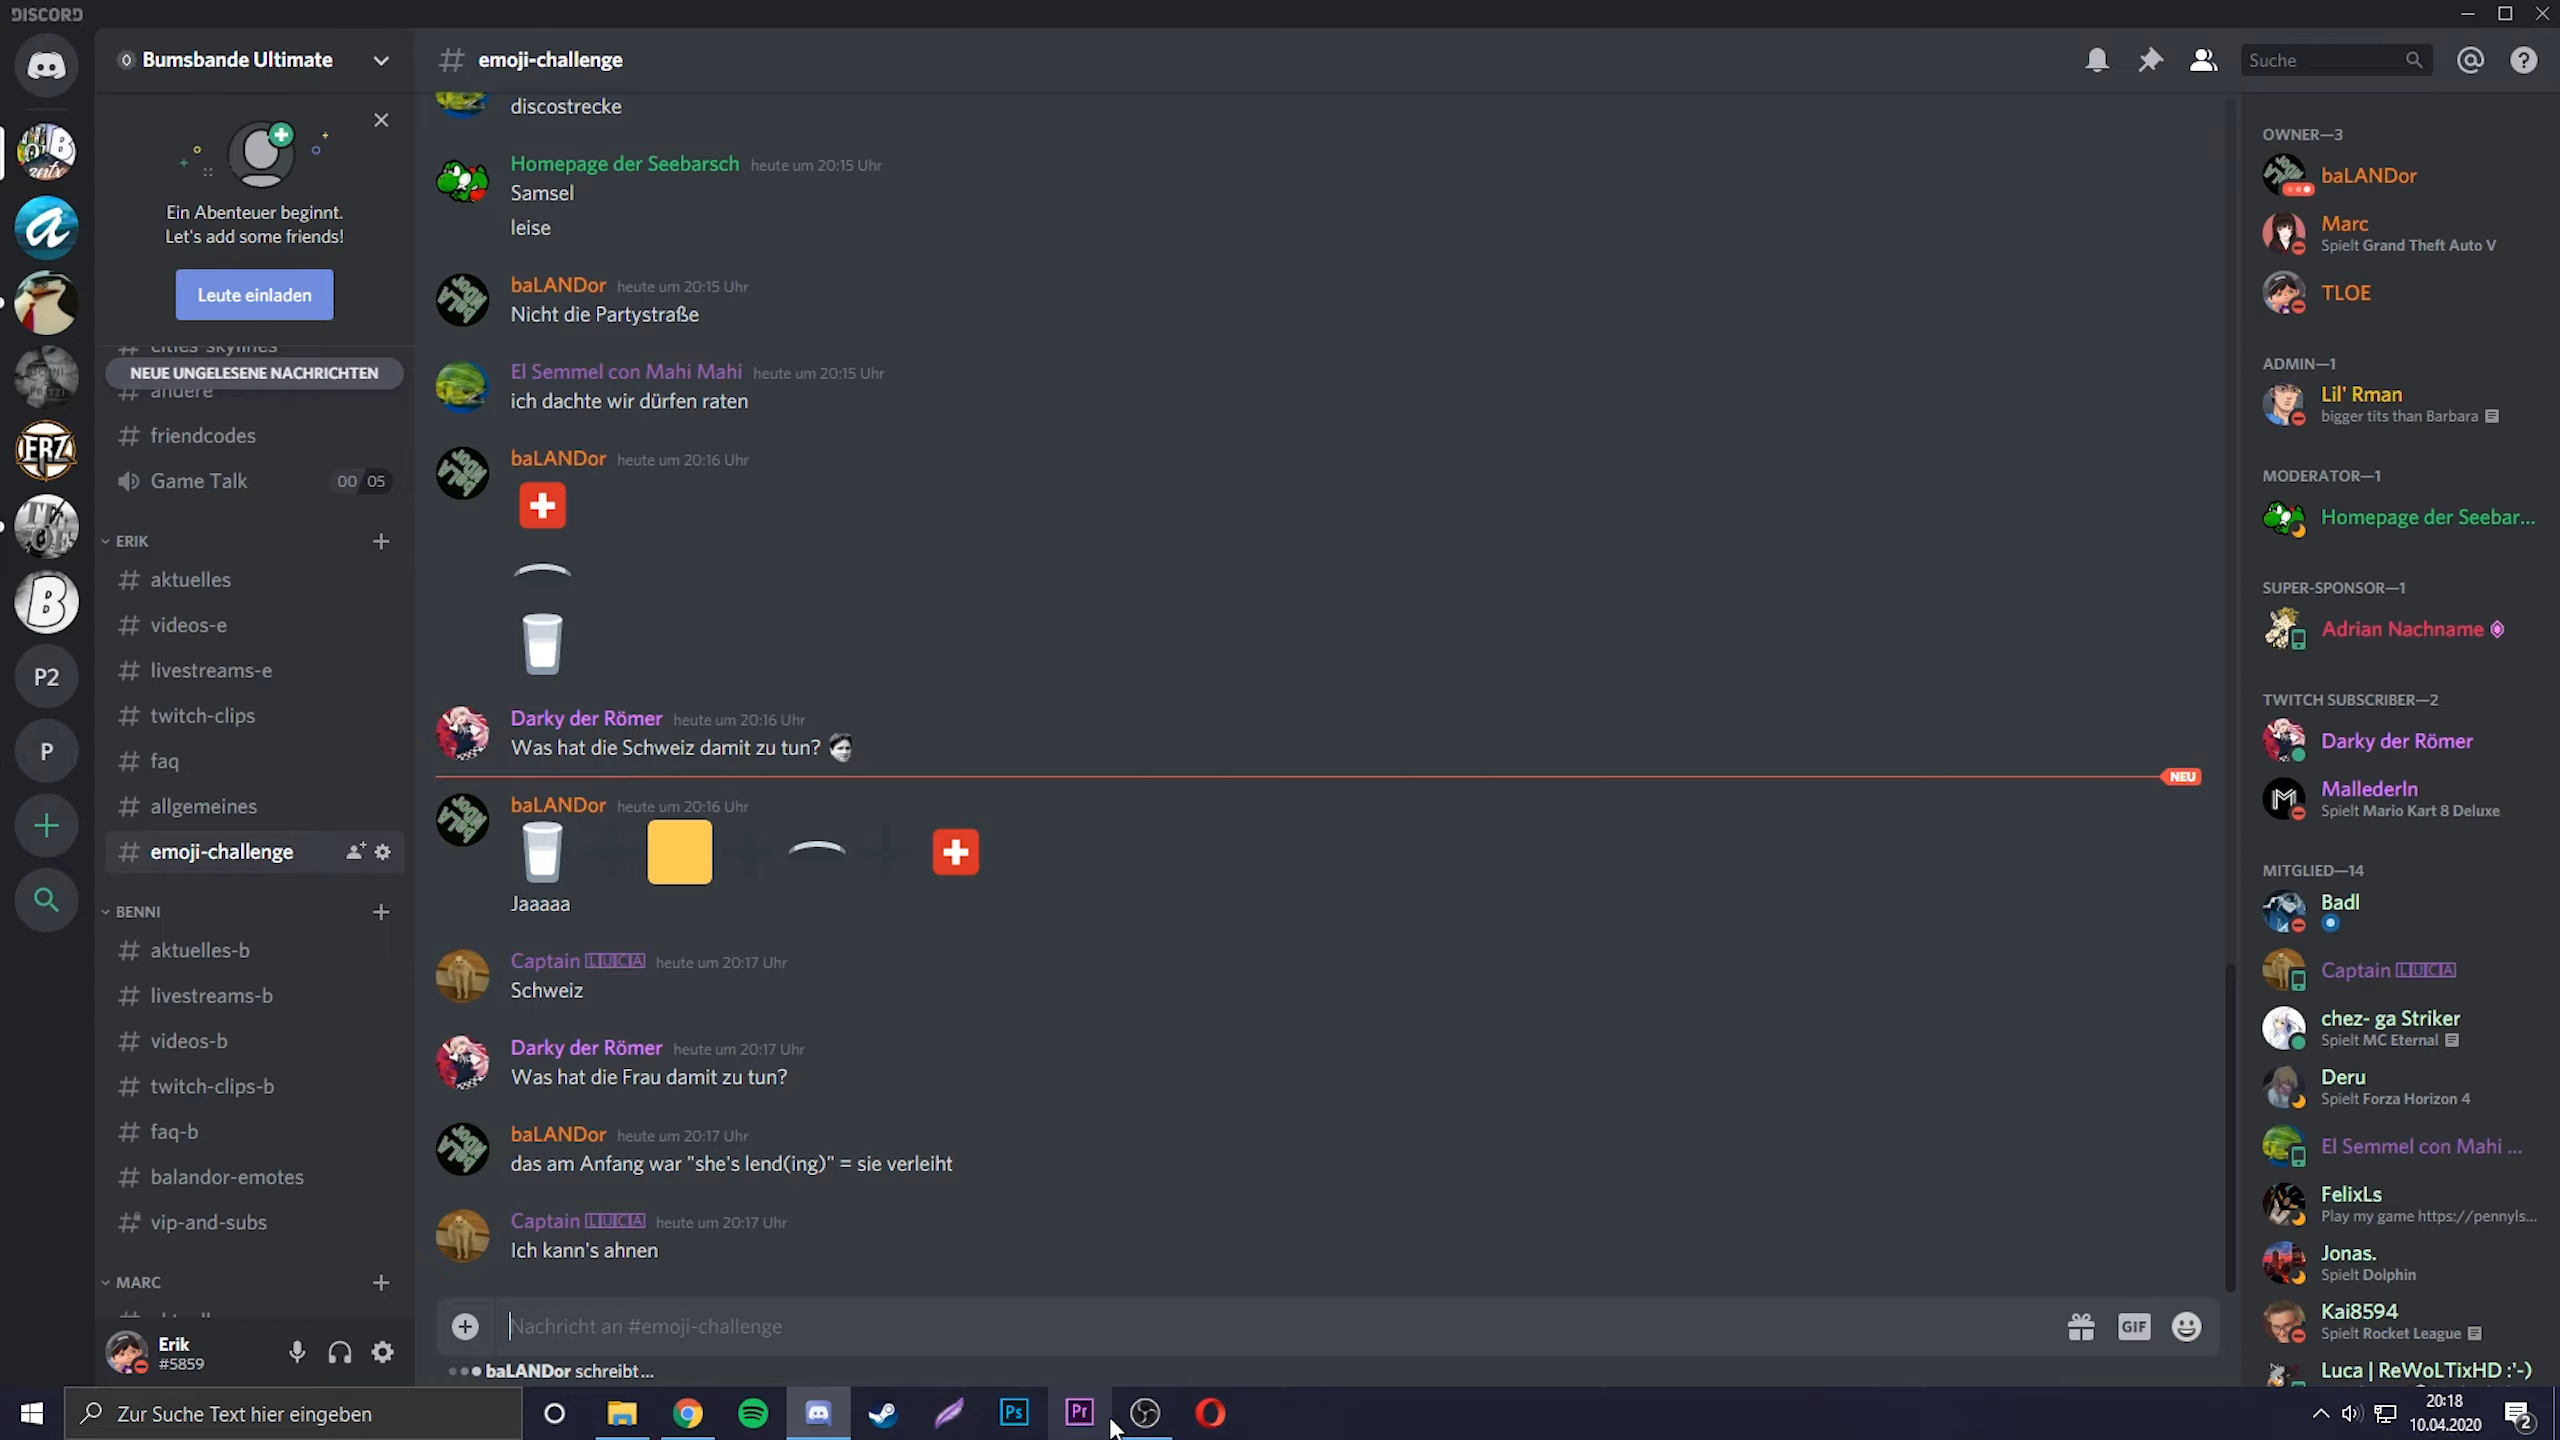 DISCORD
Bumsbande Ultimate
Ein Abenteuer beginnt.
Let's add some friends!
Leute einladen
cities-skylines
NEUE UNGELESENE NACHRICHTEN
andere
friendcodes
Game Talk 00 05
ERIK
aktuelles
videos-e
livestreams-e
twitch-clips
faq
allgemeines
emoji-challenge
BENNI
aktuelles-b
livestreams-b
videos-b
twitch-clips-b
faq-b
balandor-emotes
vip-and-subs
MARC
Erik
#5859
ERZ
B
P2
P
# emoji-challenge
Suche
discostrecke
Homepage der Seebarsch heute um 20:15 Uhr
Samsel
leise
baLANDor heute um 20:15 Uhr
Nicht die Partystraße
El Semmel con Mahi Mahi heute um 20:15 Uhr
ich dachte wir dürfen raten
baLANDor heute um 20:16 Uhr
Darky der Römer heute um 20:16 Uhr
Was hat die Schweiz damit zu tun?
NEU
baLANDor heute um 20:16 Uhr
Jaaaaa
Captain 🄻🅄🄲🄰 heute um 20:17 Uhr
Schweiz
Darky der Römer heute um 20:17 Uhr
Was hat die Frau damit zu tun?
baLANDor heute um 20:17 Uhr
das am Anfang war "she's lend(ing)" = sie verleiht
Captain 🄻🅄🄲🄰 heute um 20:17 Uhr
Ich kann's ahnen
Nachricht an #emoji-challenge
GIF
baLANDor schreibt...
OWNER—3
baLANDor
Marc
Spielt Grand Theft Auto V
TLOE
ADMIN—1
Lil' Rman
bigger tits than Barbara
MODERATOR—1
Homepage der Seebar...
SUPER-SPONSOR—1
Adrian Nachname
TWITCH SUBSCRIBER—2
Darky der Römer
Mallederln
Spielt Mario Kart 8 Deluxe
MITGLIED—14
Badl
Captain 🄻🅄🄲🄰
chez- ga Striker
Spielt MC Eternal
Deru
Spielt Forza Horizon 4
El Semmel con Mahi ...
FelixLs
Play my game https://pennyls...
Jonas.
Spielt Dolphin
Kai8594
Spielt Rocket League
Luca | ReWoLTixHD :'-)
Zur Suche Text hier eingeben
Ps
Pr
20:18
10.04.2020
2